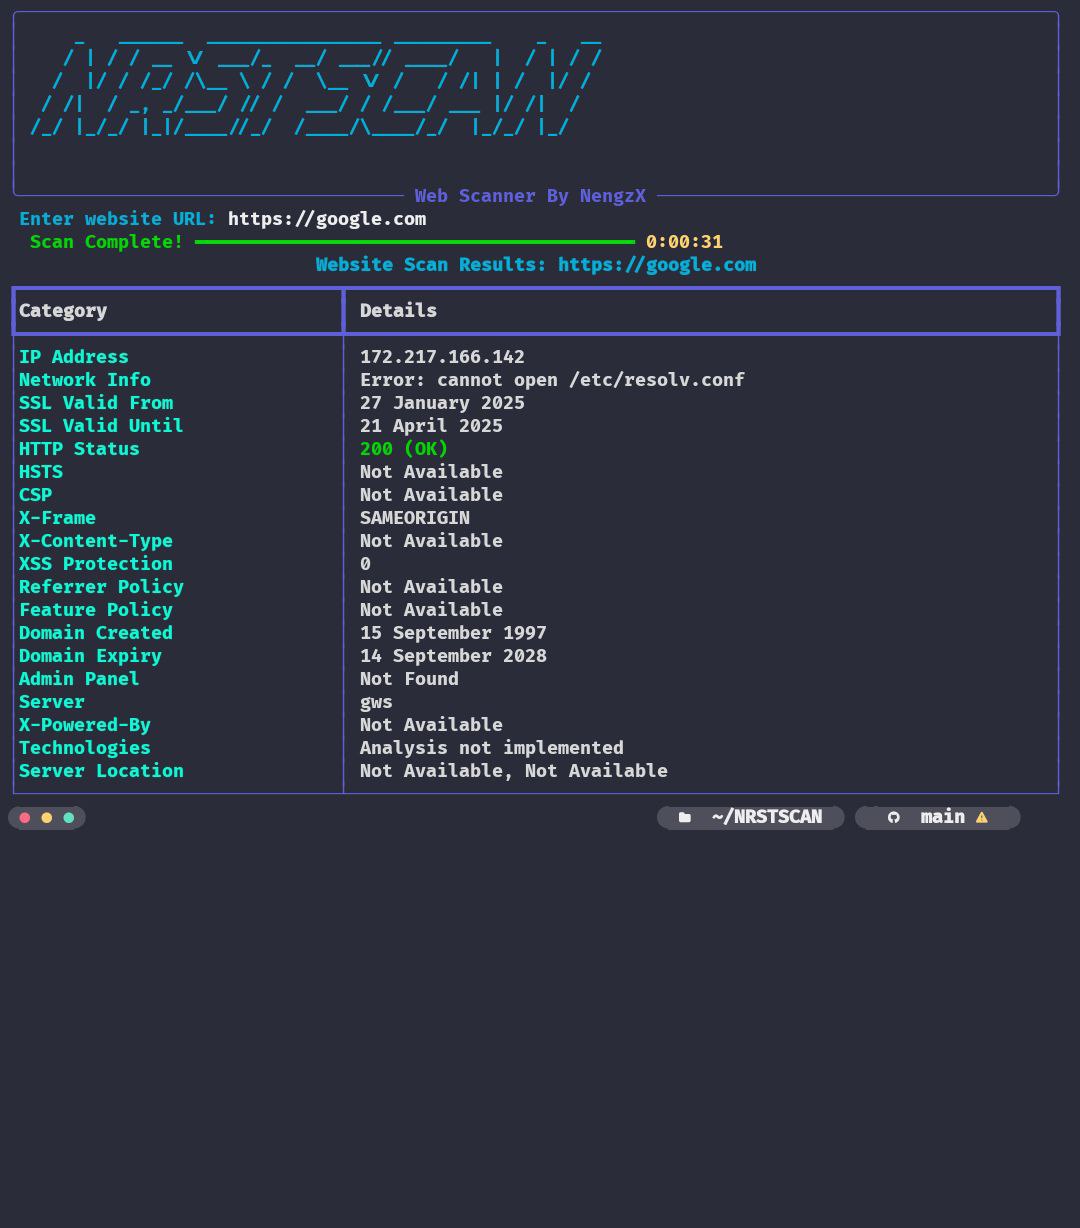 NRSTSCAN
Web Scanner By NengzX
Enter website URL: https://google.com
Scan Complete! 0:00:31
Website Scan Results: https://google.com
Category Details
IP Address 172.217.166.142
Network Info Error: cannot open /etc/resolv.conf
SSL Valid From 27 January 2025
SSL Valid Until 21 April 2025
HTTP Status 200 (OK)
HSTS Not Available
CSP Not Available
X-Frame SAMEORIGIN
X-Content-Type Not Available
XSS Protection 0
Referrer Policy Not Available
Feature Policy Not Available
Domain Created 15 September 1997
Domain Expiry 14 September 2028
Admin Panel Not Found
Server gws
X-Powered-By Not Available
Technologies Analysis not implemented
Server Location Not Available, Not Available
~/NRSTSCAN main